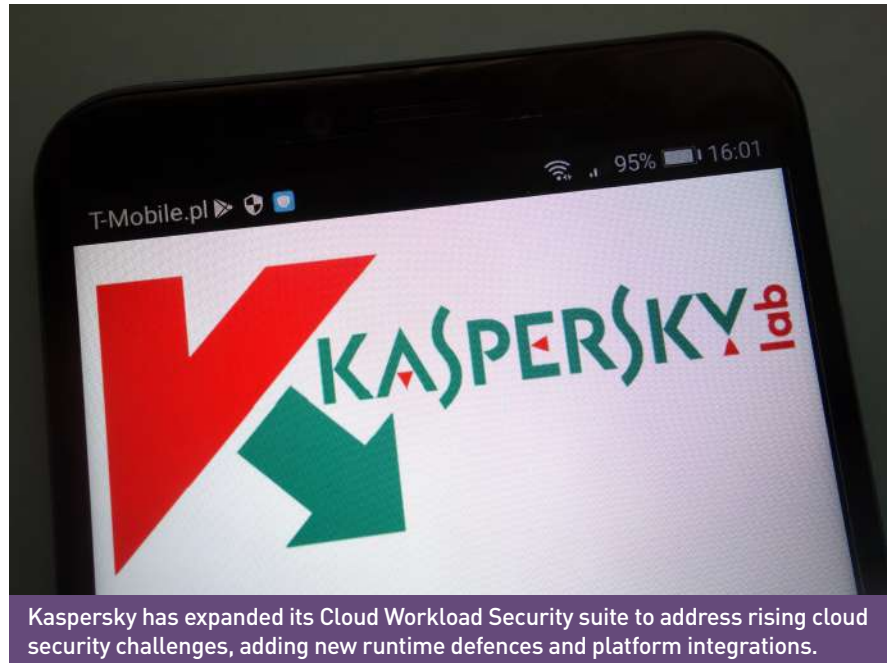 T-Mobile.pl
95% 16:01
KASPERSKY lab
Kaspersky has expanded its Cloud Workload Security suite to address rising cloud
security challenges, adding new runtime defences and platform integrations.